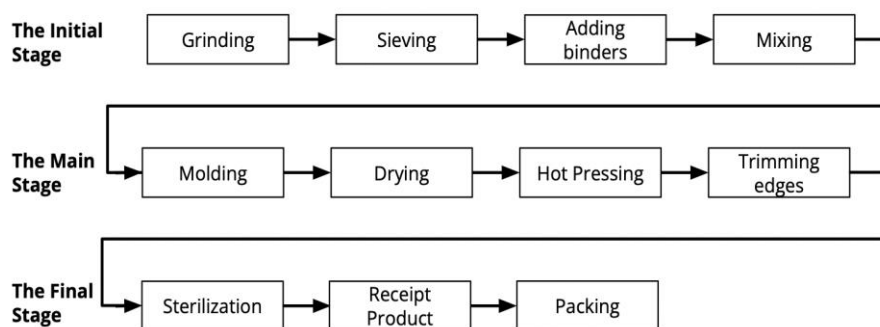 The Initial
Stage
Grinding
Sieving
Adding
binders
Mixing
The Main
Stage
Molding
Drying
Hot Pressing
Trimming
edges
The Final
Stage
Sterilization
Receipt
Product
Packing